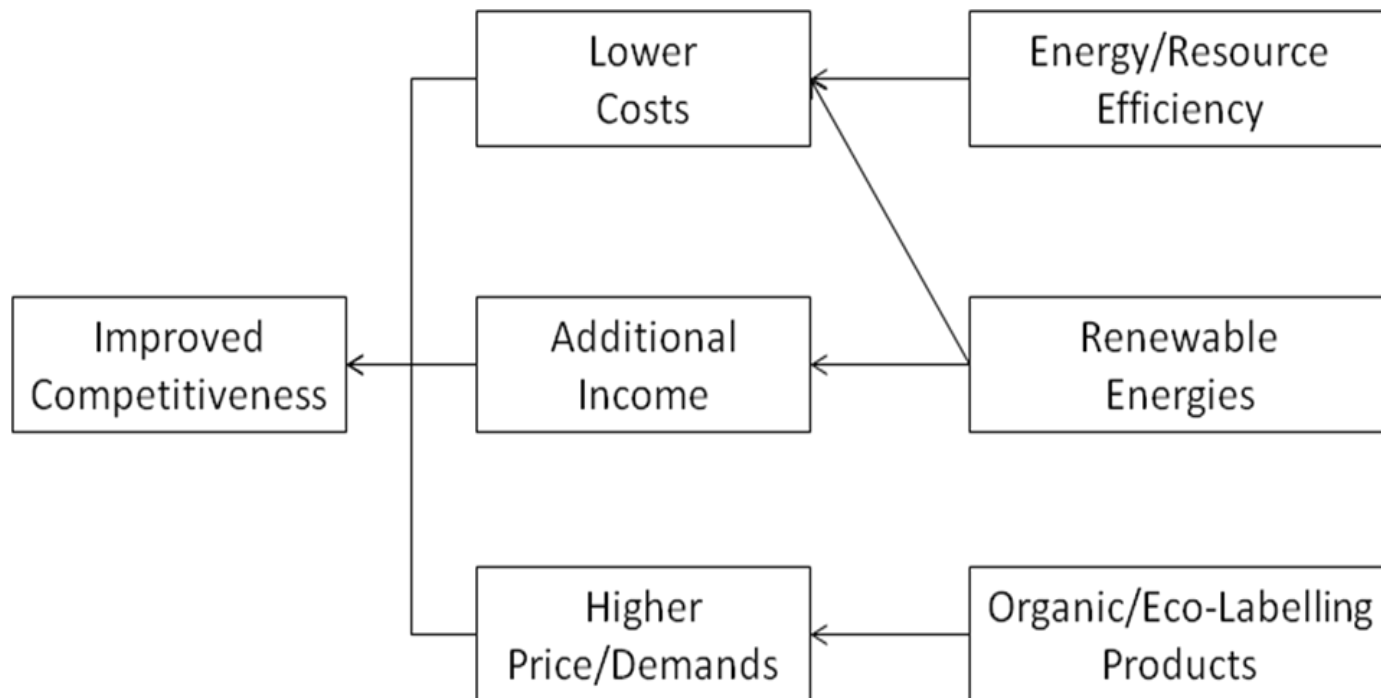 Lower
Costs
Energy/Resource
Efficiency
Improved
Competitiveness
Additional
Income
Renewable
Energies
Higher
Price/Demands
Organic/Eco-Labelling
Products